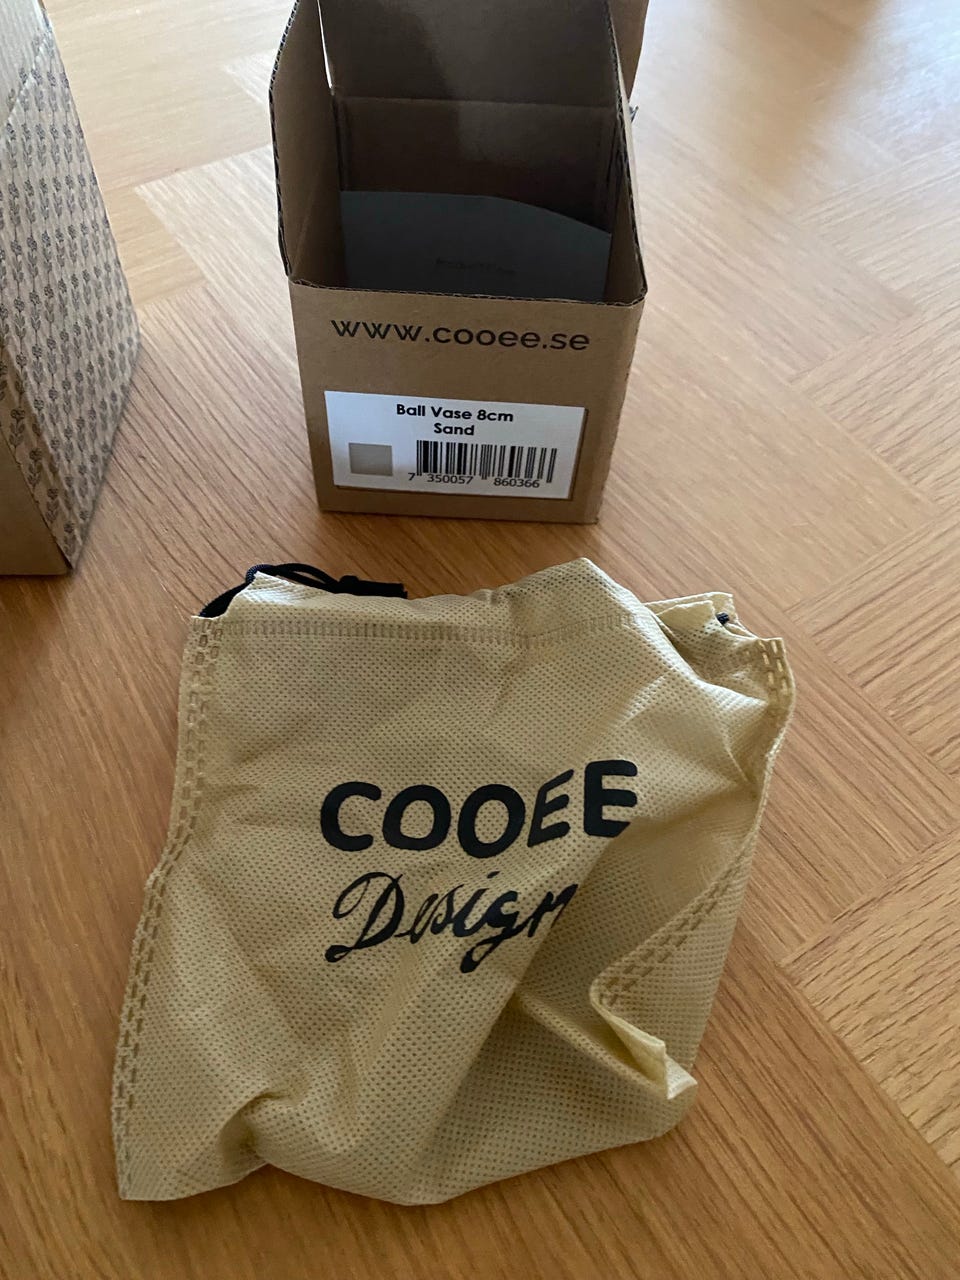 www.cooee.se
Ball Vase 8cm
Sand
7 350057 860366
COOEE
Design